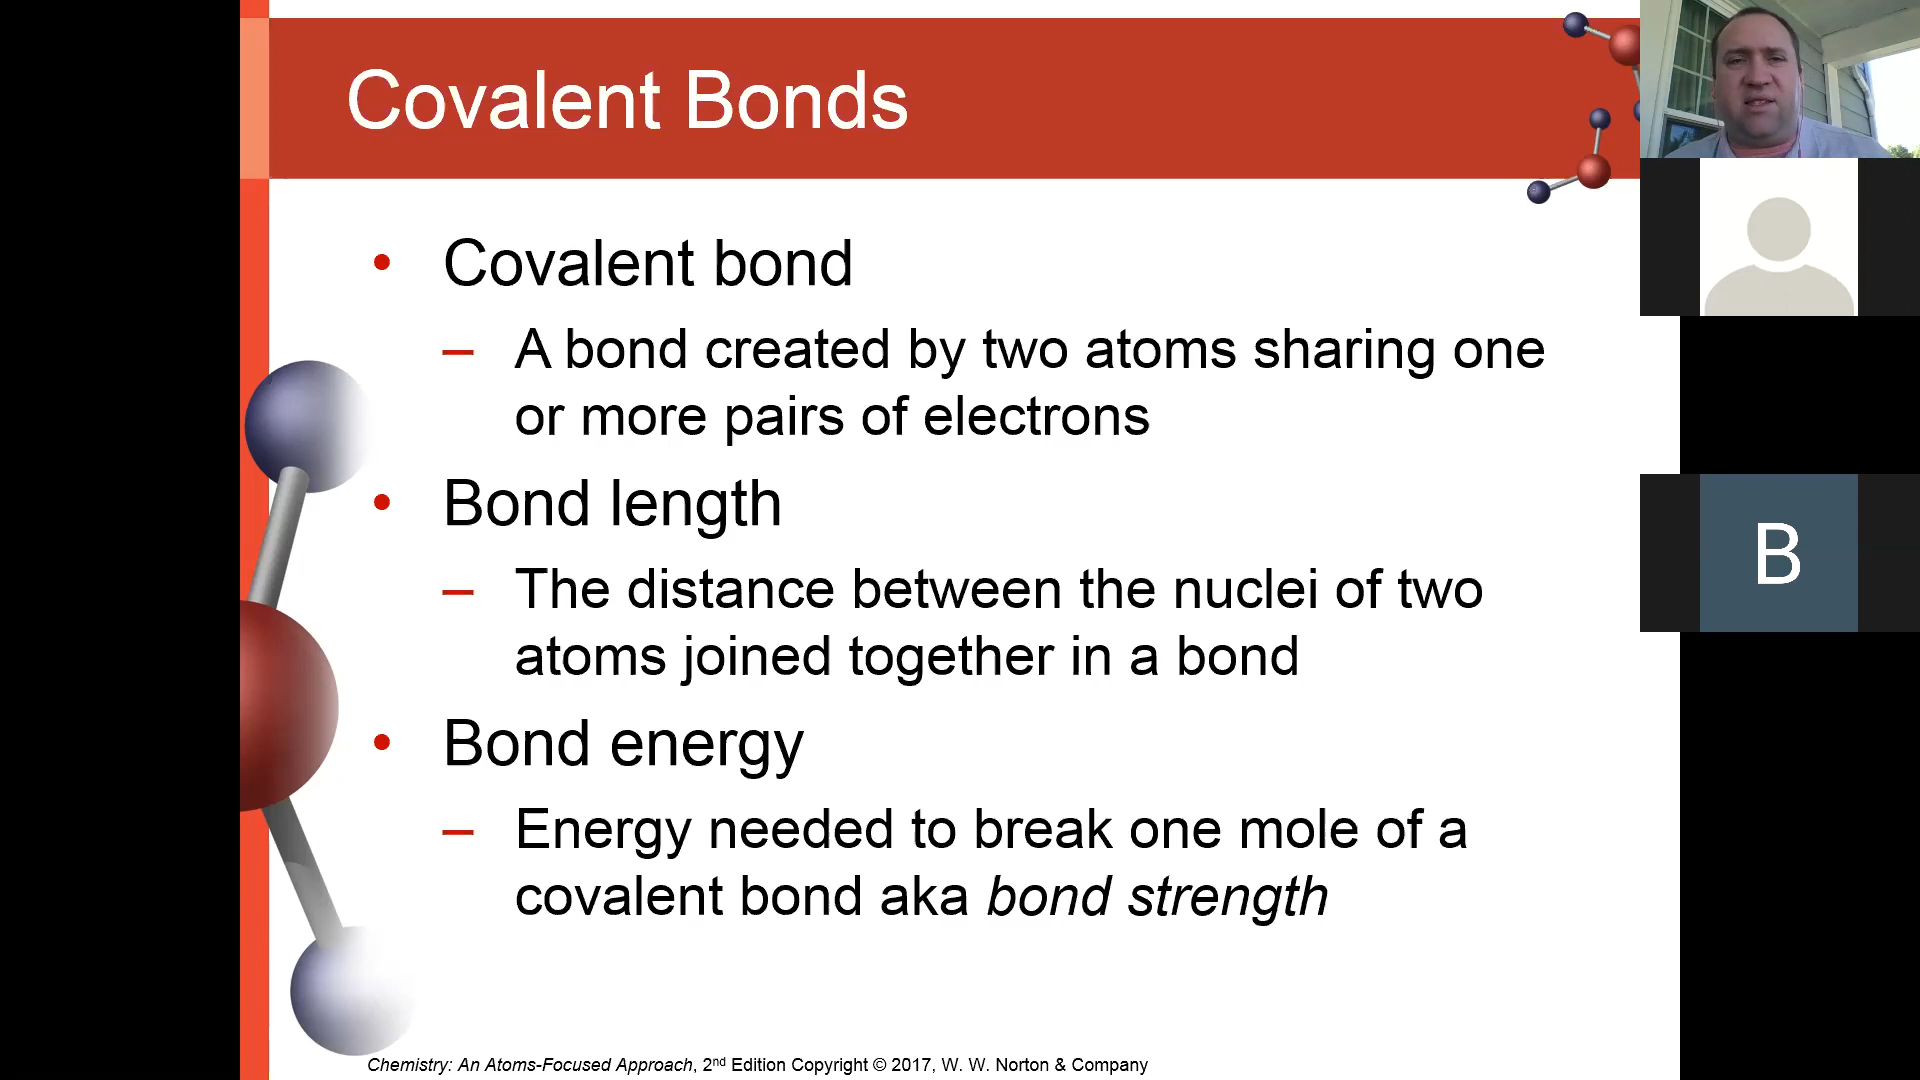 Covalent Bonds
• Covalent bond
– A bond created by two atoms sharing one
or more pairs of electrons
• Bond length
– The distance between the nuclei of two
atoms joined together in a bond
• Bond energy
– Energy needed to break one mole of a
covalent bond aka bond strength
Chemistry: An Atoms-Focused Approach, 2nd Edition Copyright © 2017, W. W. Norton & Company
B